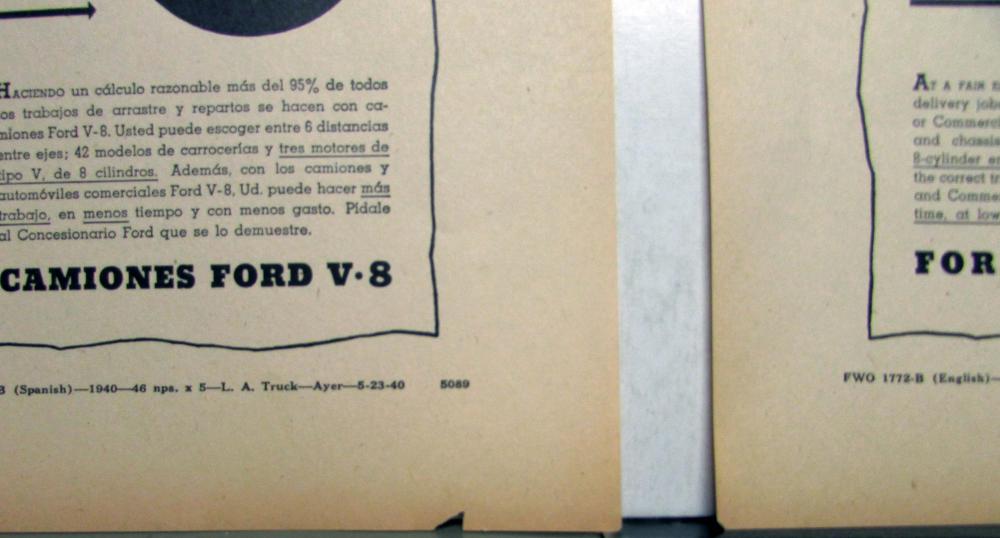 HACIENDO un cálculo razonable más del 95% de todos
os trabajos de arrastre y repartos se hacen con ca-
miones Ford V-8. Usted puede escoger entre 6 distancias
entre ejes; 42 modelos de carrocerías y tres motores de
tipo V, de 8 cilindros. Además, con los camiones y
automóviles comerciales Ford V-8, Ud. puede hacer más
trabajo, en menos tiempo y con menos gasto. Pídale
al Concesionario Ford que se lo demuestre.
CAMIONES FORD V·8
B (Spanish)—1940—46 nps. x 5—L. A. Truck—Ayer—5-23-40 5089
AT A FAIR
delivery jobs
or Commerc
and chassis
8-cylinder en
the correct tr
and Comme
time, at low
FOR
FWO 1772-B (English)—